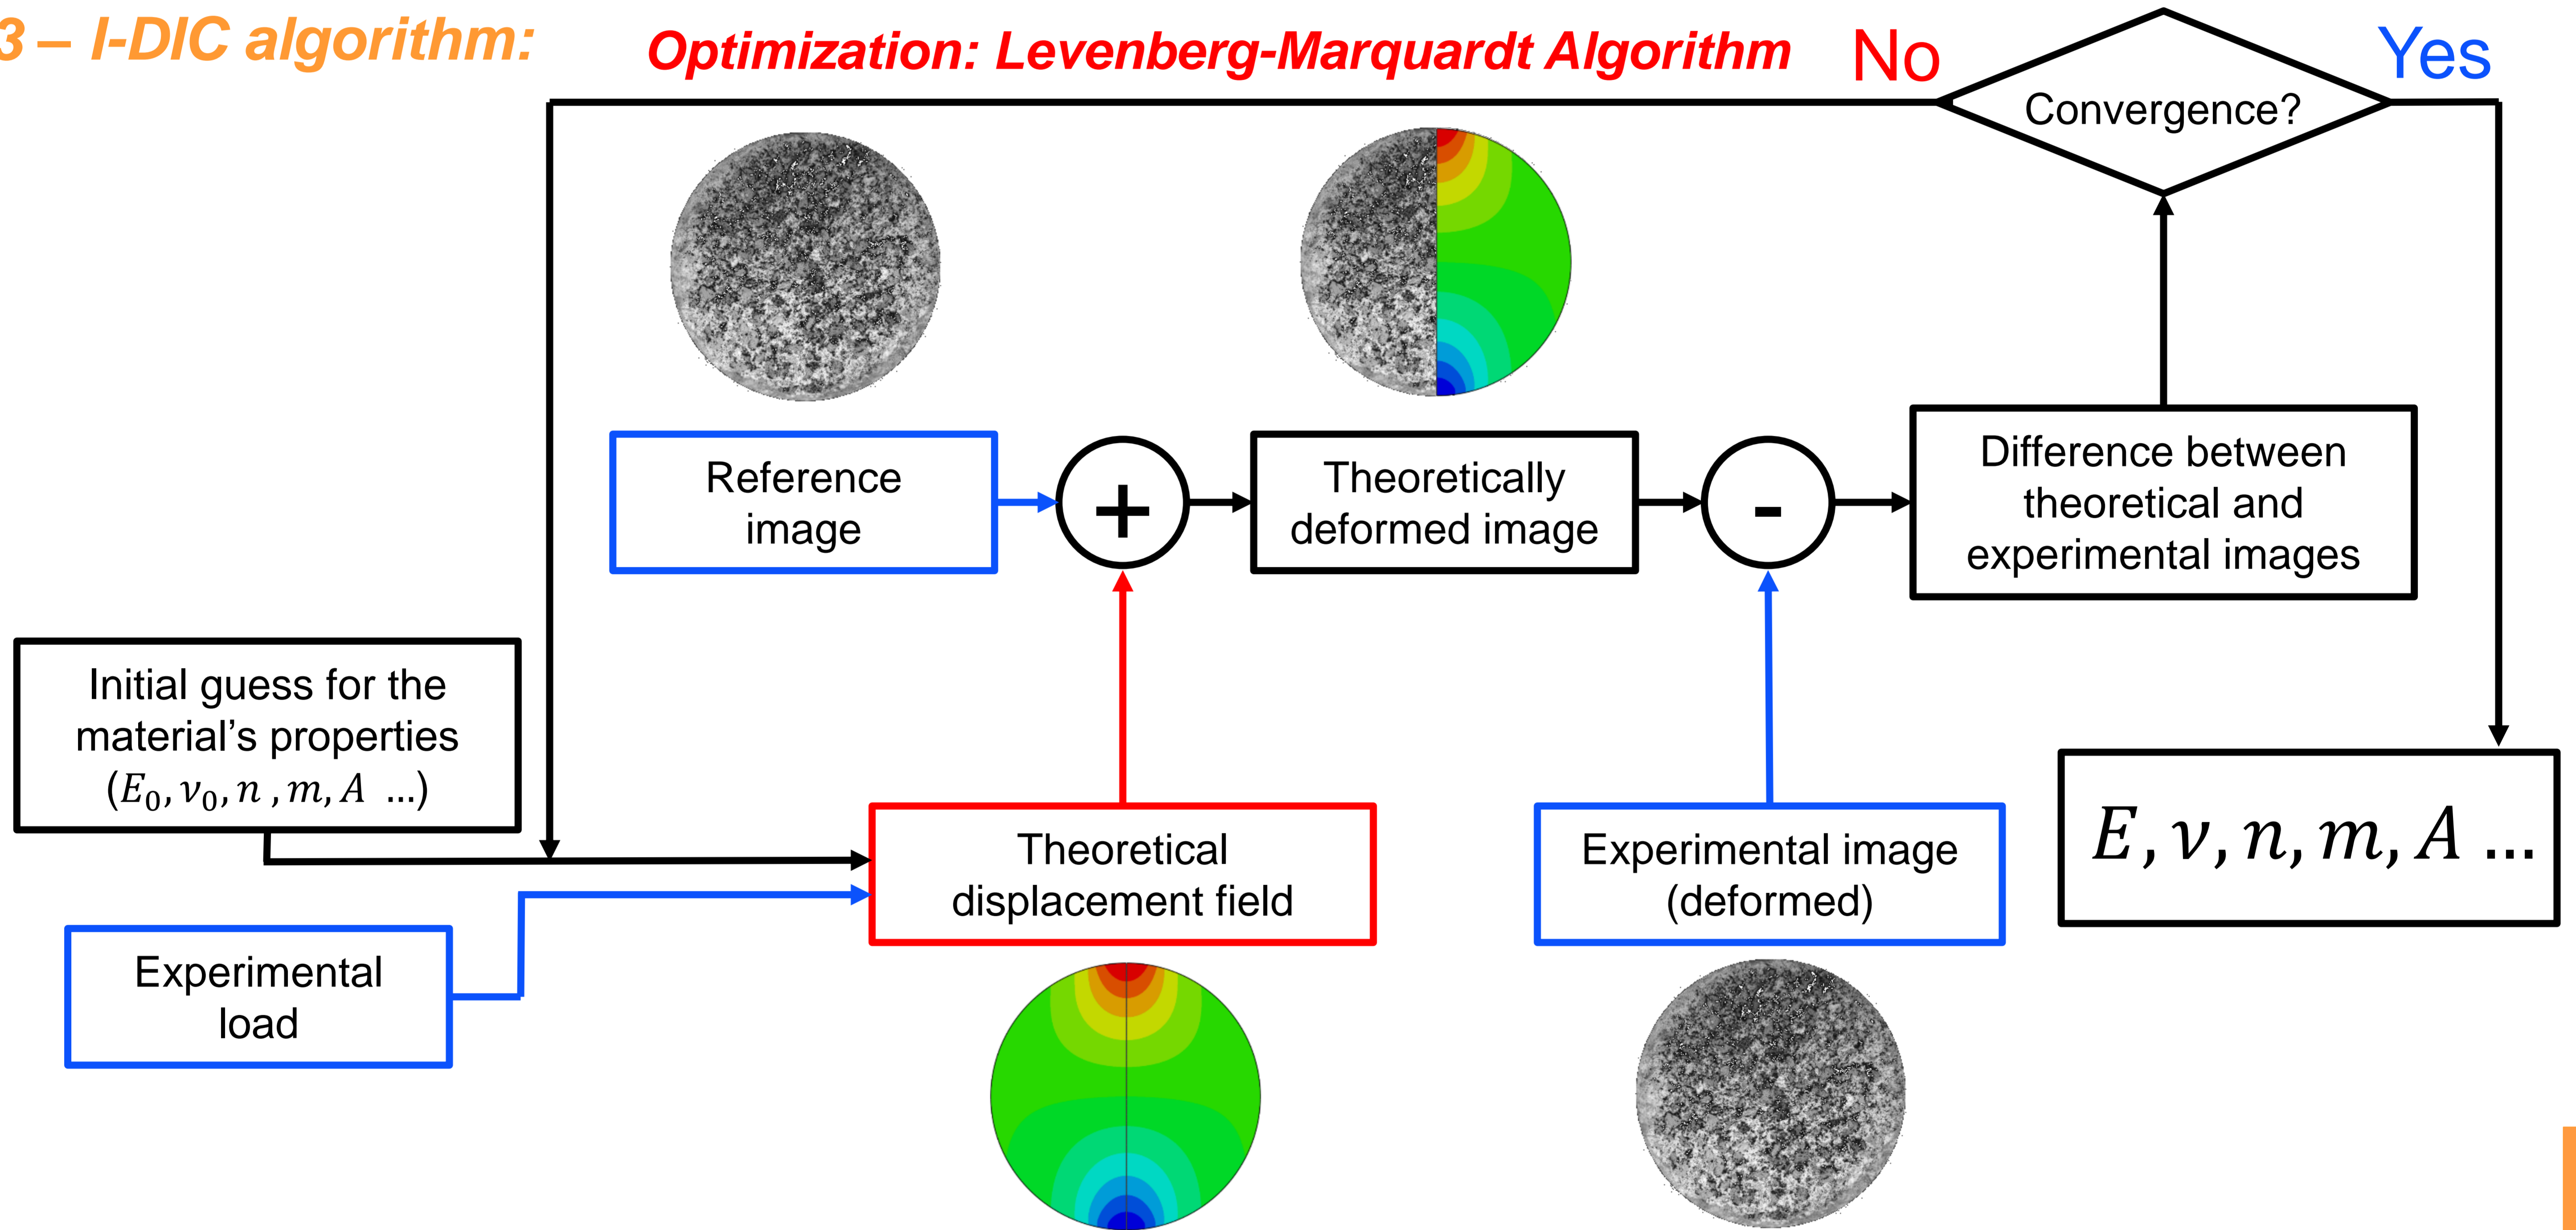 3 – I-DIC algorithm:
Optimization: Levenberg-Marquardt Algorithm
No
Yes
Convergence?
Reference
image
+
Theoretically
deformed image
-
Difference between
theoretical and
experimental images
Initial guess for the
material’s properties
(E₀, ν₀, n , m, A ...)
Theoretical
displacement field
Experimental image
(deformed)
E, ν, n, m, A ...
Experimental
load